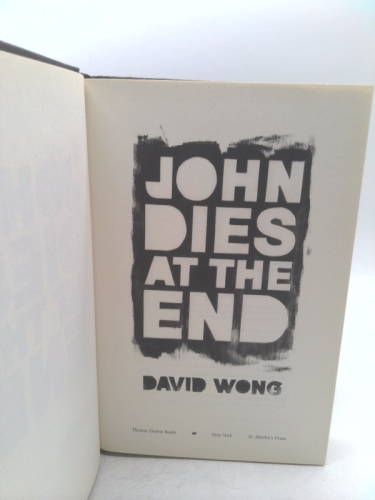 JOHN
DIES
AT THE
END
DAVID WONG
Thomas Dunne Books New York St. Martin's Press